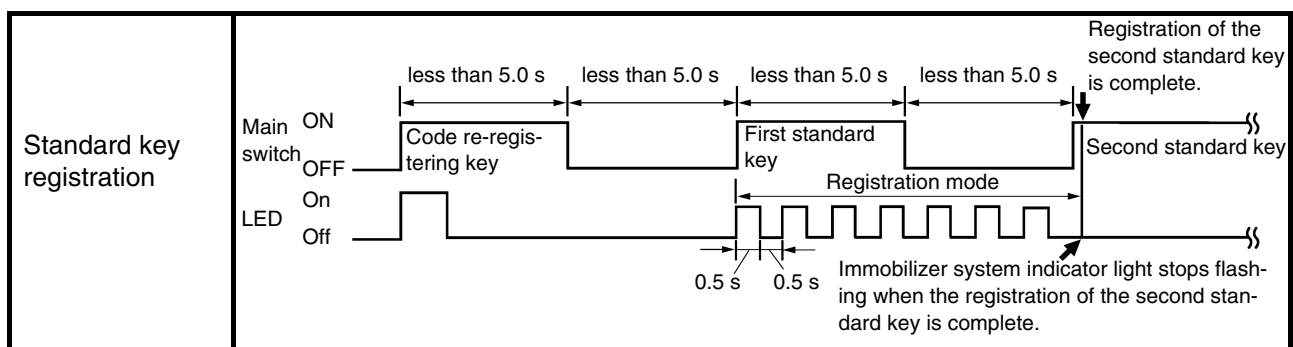 Standard key
registration
Registration of the
second standard key
is complete.
less than 5.0 s less than 5.0 s less than 5.0 s less than 5.0 s
Main
switch
ON
OFF
Code re-regis-
tering key
First standard
key
Second standard key
Registration mode
LED
On
Off
0.5 s 0.5 s
Immobilizer system indicator light stops flash-
ing when the registration of the second stan-
dard key is complete.